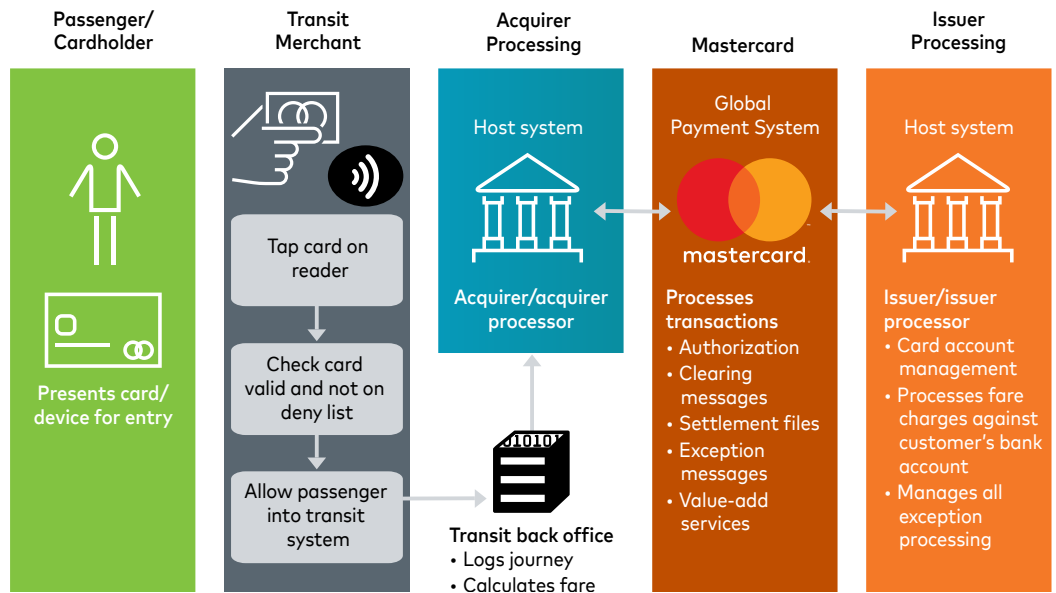 Passenger/
Cardholder
Transit
Merchant
Acquirer
Processing
Mastercard
Issuer
Processing
Presents card/
device for entry
Tap card on
reader
Check card
valid and not on
deny list
Allow passenger
into transit
system
Host system
Acquirer/acquirer
processor
010101
Transit back office
• Logs journey
• Calculates fare
Global
Payment System
mastercard.
Processes
transactions
• Authorization
• Clearing
messages
• Settlement files
• Exception
messages
• Value-add
services
Host system
Issuer/issuer
processor
• Card account
management
• Processes fare
charges against
customer's bank
account
• Manages all
exception
processing